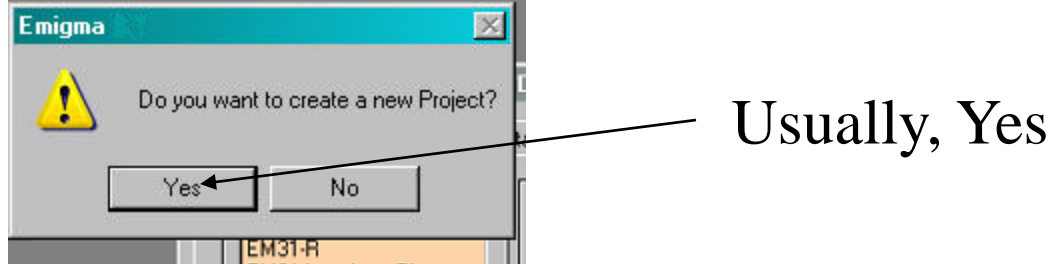 Emigma
Do you want to create a new Project?
Usually, Yes
Yes No
EM31-R